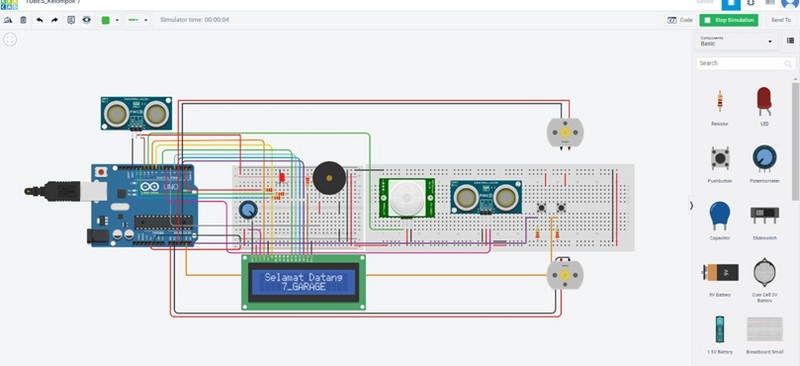 TUBES_Kelompok 7
Simulator time: 00:00:04
Code
Stop Simulation
Send To
Components
Basic
Search
Resistor
LED
Pushbutton
Potentiometer
Capacitor
Slideswitch
9V Battery
Coin Cell 3V
Battery
1.5V Battery
Breadboard Small
UNO
Selamat Datang
7_GARAGE